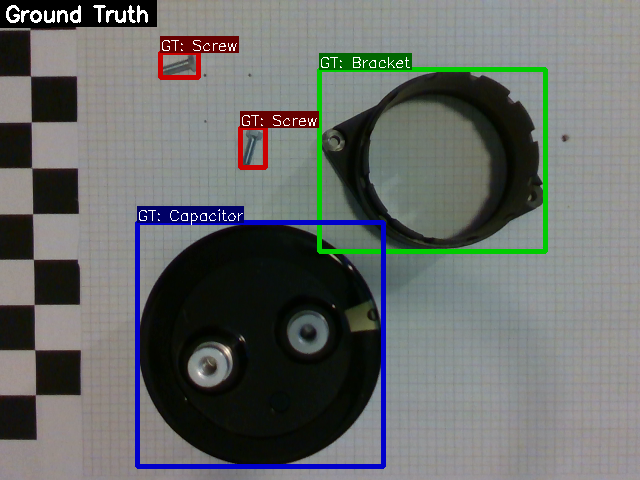 Ground Truth
GT: Screw
GT: Bracket
GT: Screw
GT: Capacitor